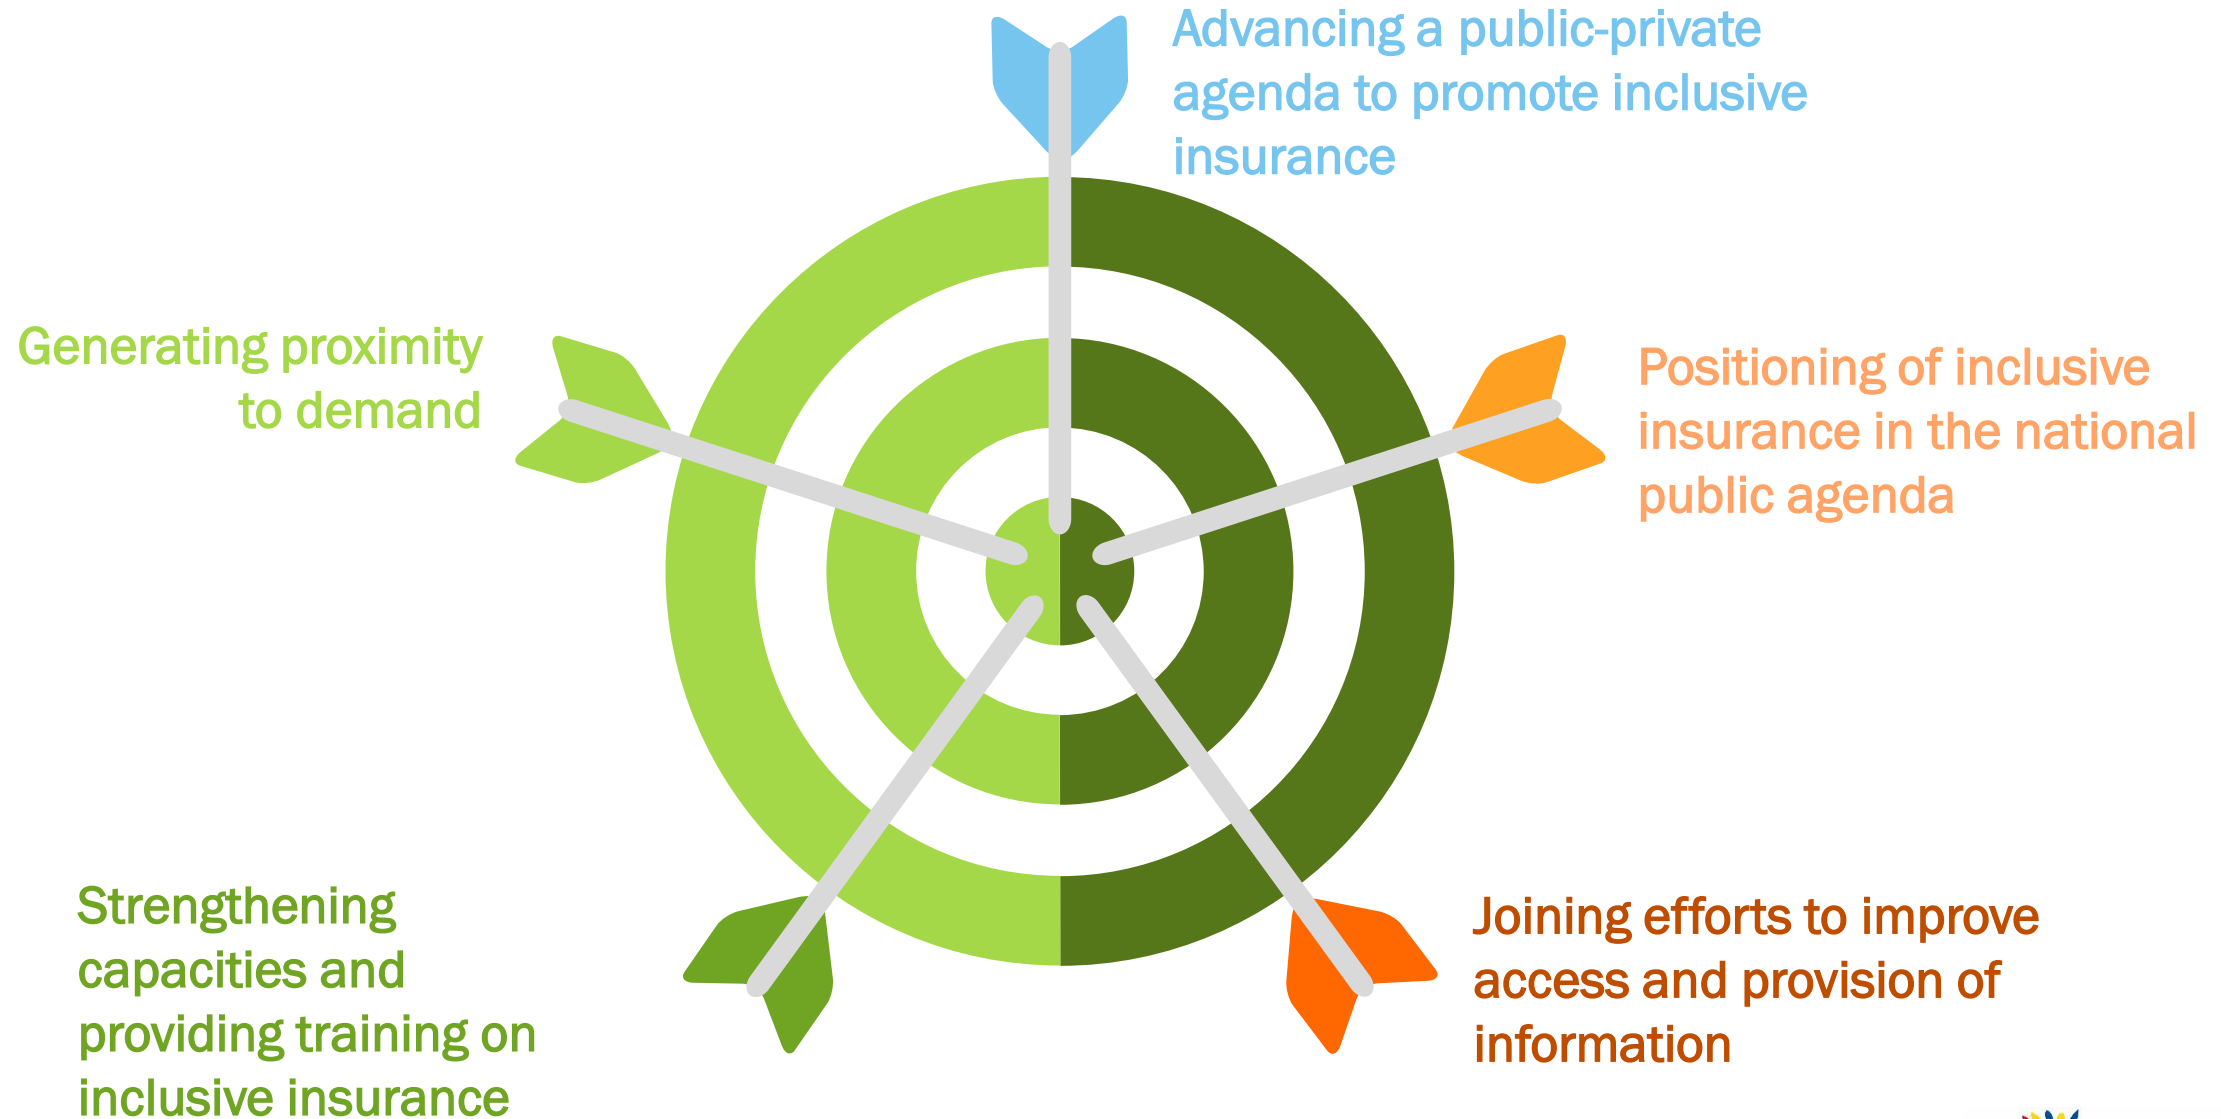 Advancing a public-private
agenda to promote inclusive
insurance
Generating proximity
to demand
Positioning of inclusive
insurance in the national
public agenda
Strengthening
capacities and
providing training on
inclusive insurance
Joining efforts to improve
access and provision of
information